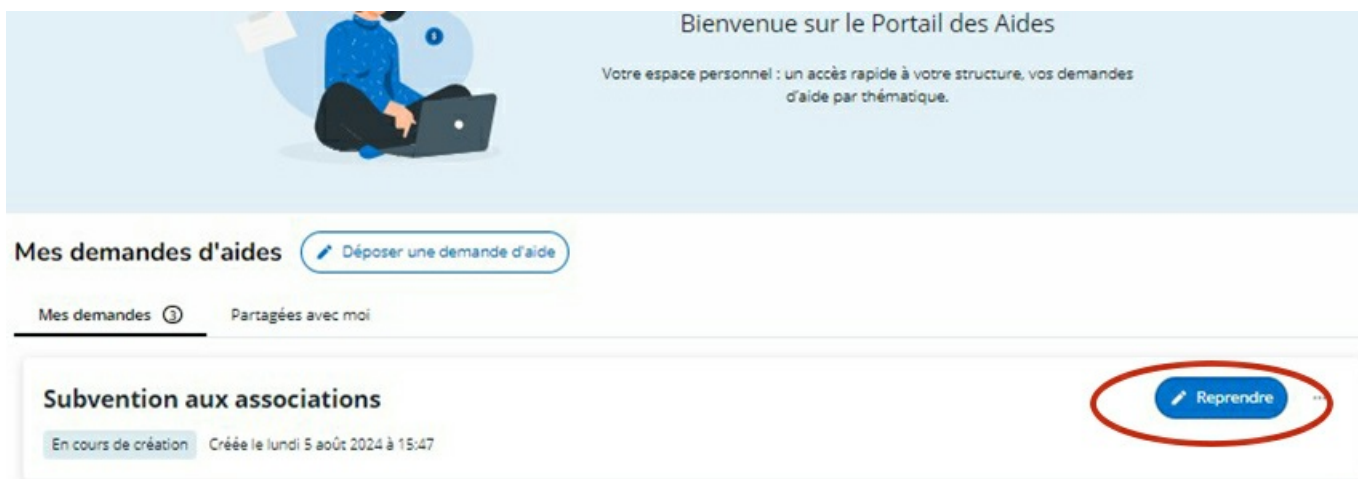 Bienvenue sur le Portail des Aides
Votre espace personnel : un accès rapide à votre structure, vos demandes
d'aide par thématique.
Mes demandes d'aides
Déposer une demande d'aide
Mes demandes 3
Partagées avec moi
Subvention aux associations
Reprendre
...
En cours de création
Créée le lundi 5 août 2024 à 15:47